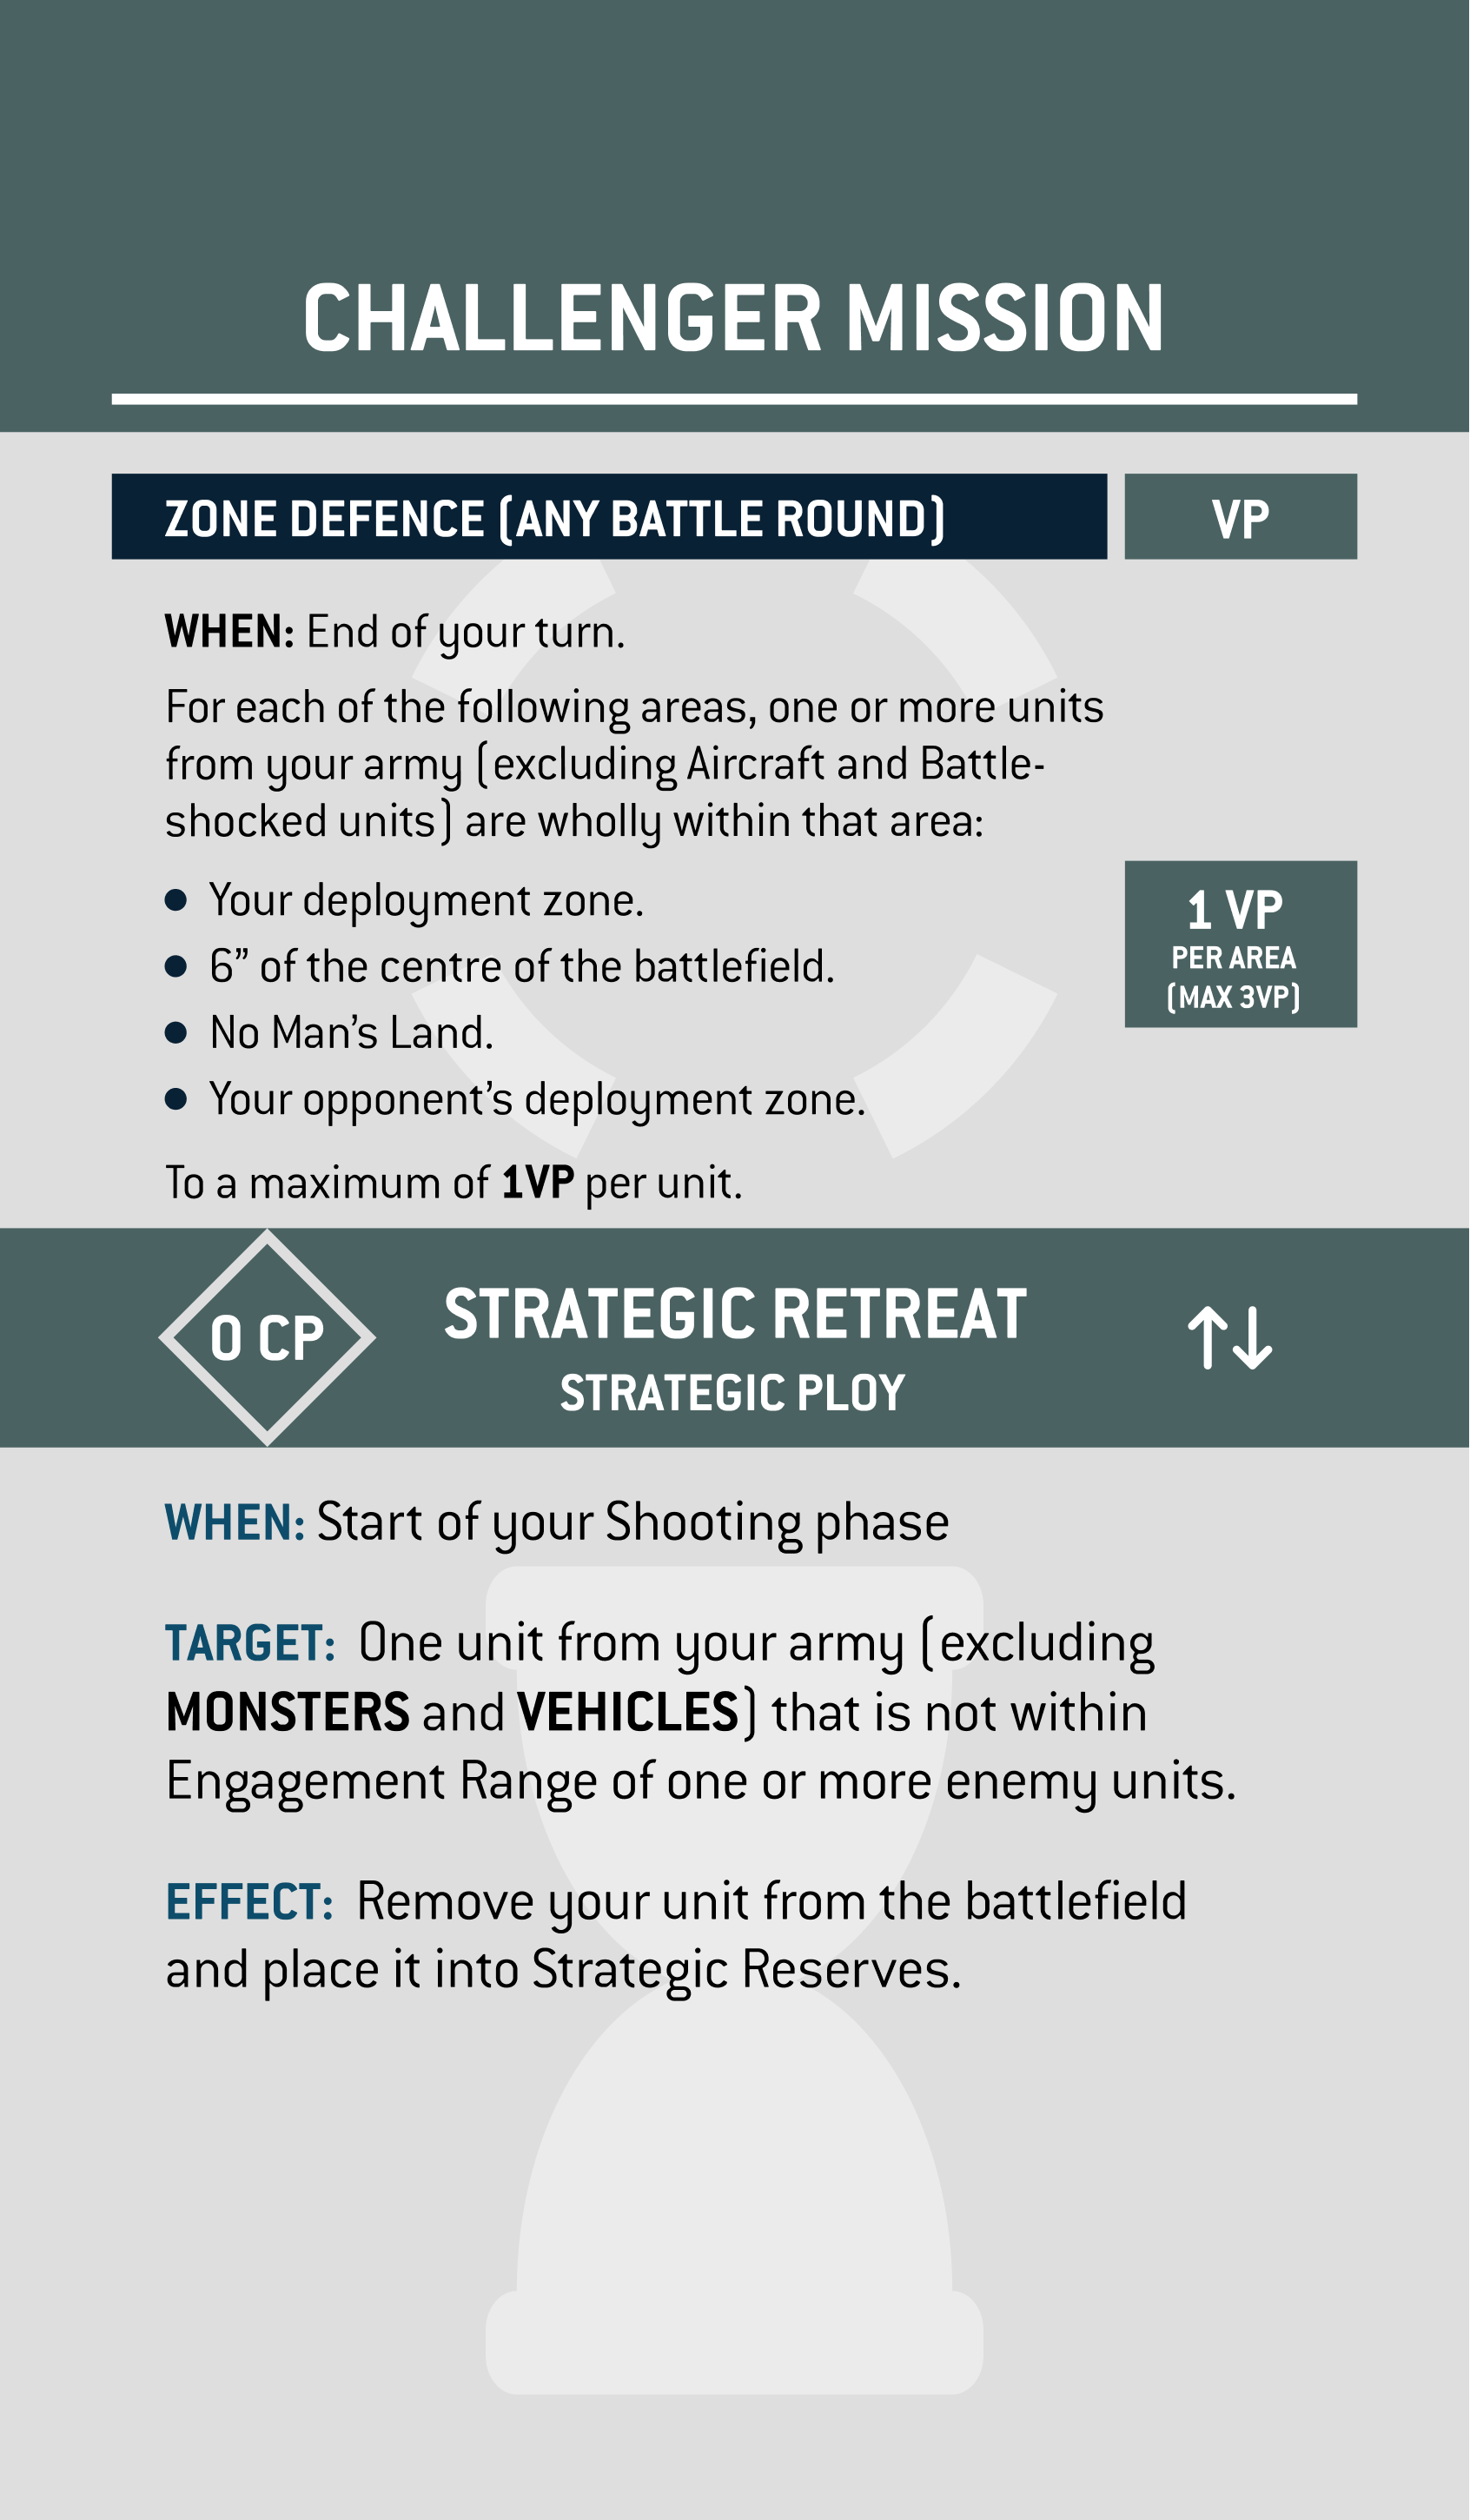 CHALLENGER MISSION
ZONE DEFENCE (ANY BATTLE ROUND)
VP
WHEN: End of your turn.
For each of the following areas, one or more units
from your army (excluding Aircraft and Battle-
shocked units) are wholly within that area:
• Your deployment zone.
• 6” of the centre of the battlefield.
• No Man’s Land.
• Your opponent’s deployment zone.
To a maximum of 1VP per unit.
1 VP
PER AREA
(MAX 3VP)
0 CP
STRATEGIC RETREAT
STRATEGIC PLOY
WHEN: Start of your Shooting phase
TARGET: One unit from your army (excluding
MONSTERS and VEHICLES) that is not within
Engagement Range of one or more enemy units.
EFFECT: Remove your unit from the battlefield
and place it into Strategic Reserves.